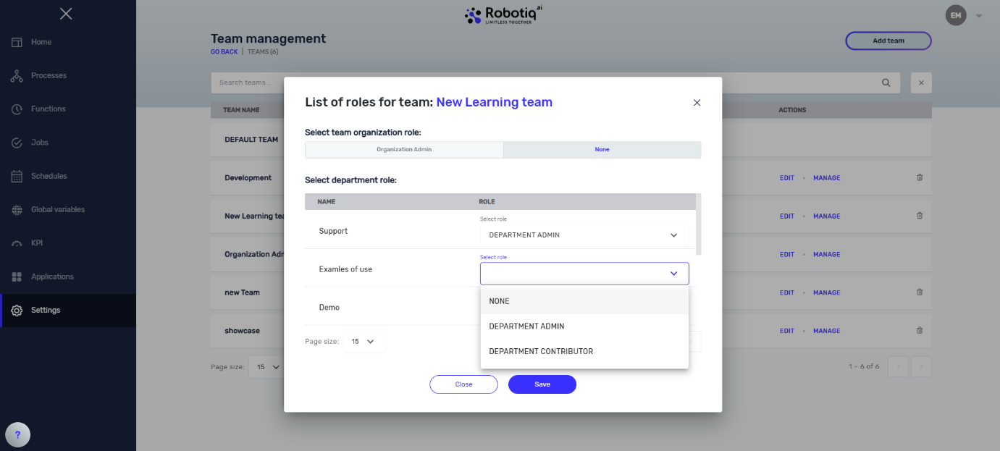 Robotiq.ai
LIMITLESS TOGETHER
EM
Home
Processes
Functions
Jobs
Schedules
Global variables
KPI
Applications
Settings
?
Team management
GO BACK | TEAMS (6)
Add team
Search teams...
TEAM NAME
ACTIONS
DEFAULT TEAM
Development
EDIT • MANAGE
New Learning tea
EDIT • MANAGE
Organization Adm
EDIT • MANAGE
new Team
EDIT • MANAGE
showcase
EDIT • MANAGE
Page size: 15
1 – 6 of 6
List of roles for team: New Learning team
Select team organization role:
Organization Admin
None
Select department role:
NAME
ROLE
Support
Select role
DEPARTMENT ADMIN
Examles of use
Select role
Demo
NONE
DEPARTMENT ADMIN
DEPARTMENT CONTRIBUTOR
Page size: 15
Close
Save